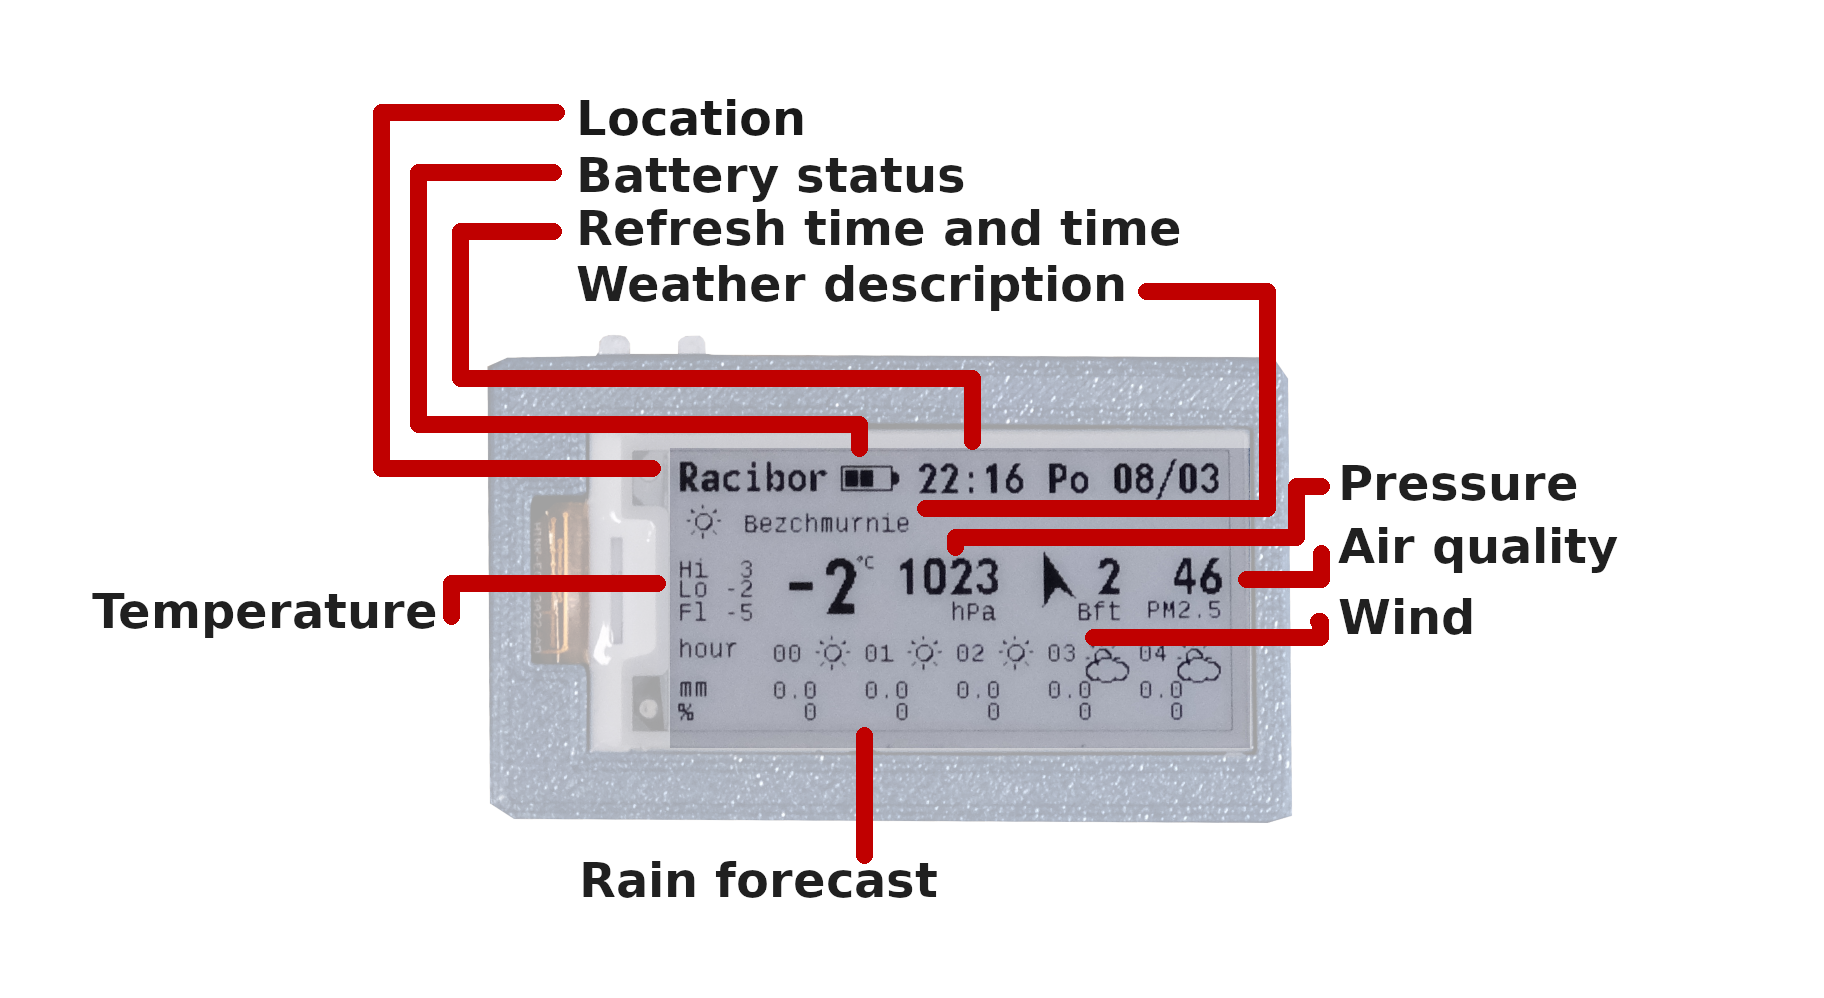 Location
Battery status
Refresh time and time
Weather description
Racibor 22:16 Po 08/03
Bezchmurnie
Pressure
Air quality
Wind
Temperature
Hi 3
Lo -2
Fl -5
-2°C
1023
hPa
2
Bft
46
PM2.5
hour 00 01 02 03 04
mm 0.0 0.0 0.0 0.0 0.0
% 0 0 0 0 0
Rain forecast